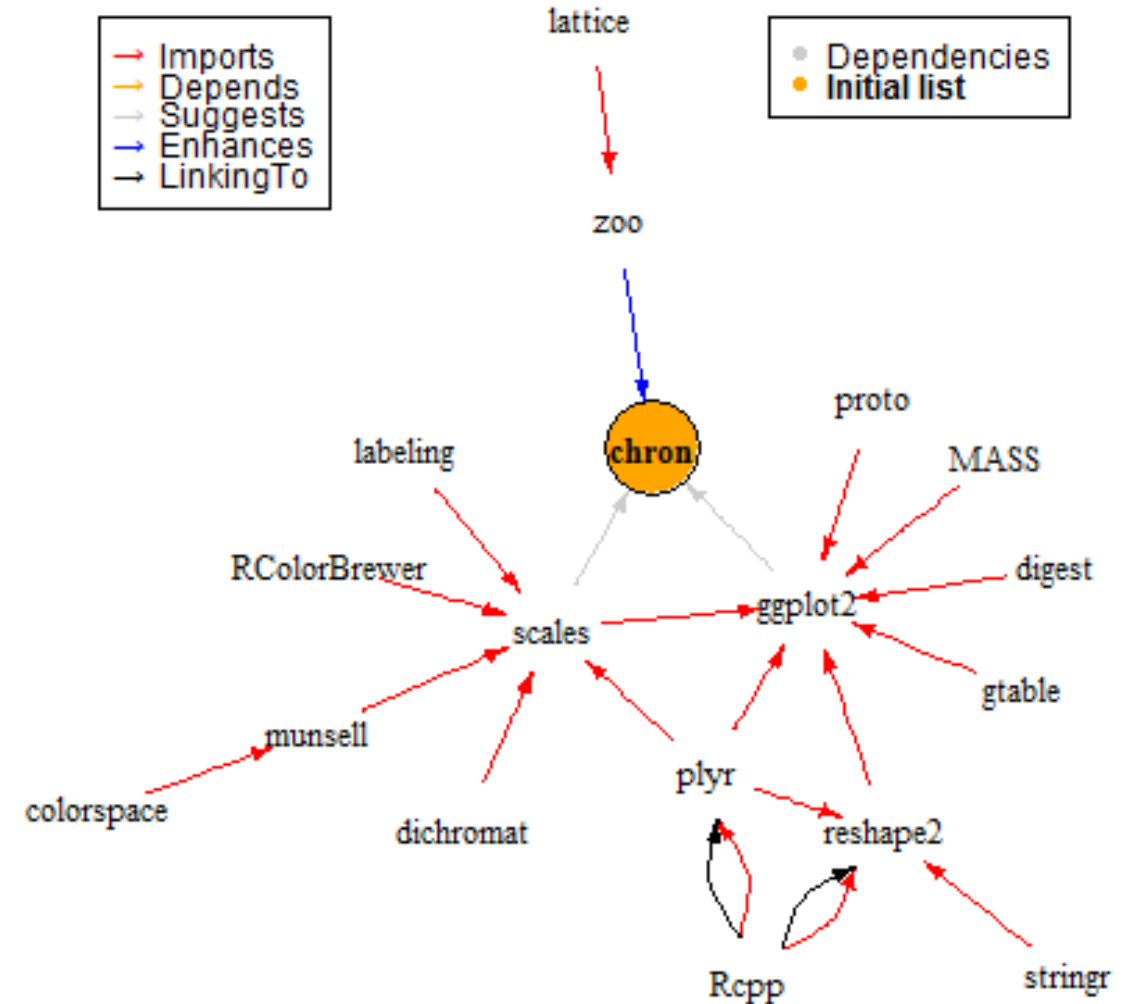 lattice
Imports
Depends
Suggests
Enhances
LinkingTo
Dependencies
Initial list
zoo
proto
chron
labeling
MASS
RColorBrewer
digest
ggplot2
scales
gtable
munsell
plyr
colorspace
dichromat
reshape2
Rcpp
stringr